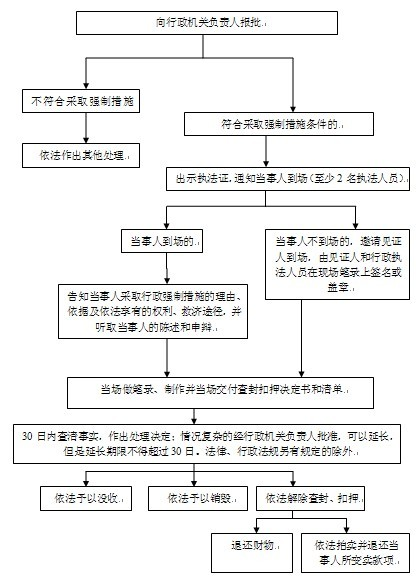 向行政机关负责人报批
不符合采取强制措施
符合采取强制措施条件的
依法作出其他处理
出示执法证，通知当事人到场（至少 2 名执法人员）
当事人到场的
当事人不到场的，邀请见证
人到场，由见证人和行政执
法人员在现场笔录上签名或
盖章
告知当事人采取行政强制措施的理由、
依据及依法享有的权利、救济途径，并
听取当事人的陈述和申辩
当场做笔录、制作并当场交付查封扣押决定书和清单
30 日内查清事实，作出处理决定；情况复杂的经行政机关负责人批准，可以延长，
但是延长期限不得超过 30 日。法律、行政法规另有规定的除外
依法予以没收
依法予以销毁
依法解除查封、扣押
退还财物
依法拍卖并退还当
事人所变卖款项